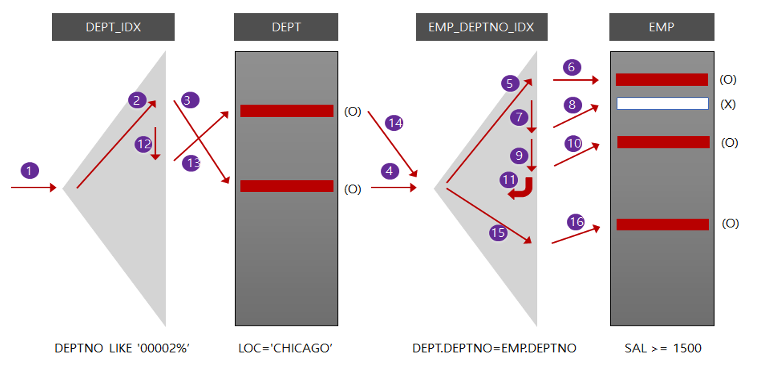 DEPT_IDX
DEPT
EMP_DEPTNO_IDX
EMP
1
2
3
12
13
(O)
(O)
14
4
5
6
7
8
9
10
11
15
16
(O)
(X)
(O)
(O)
DEPTNO LIKE '00002%'
LOC='CHICAGO'
DEPT.DEPTNO=EMP.DEPTNO
SAL >= 1500